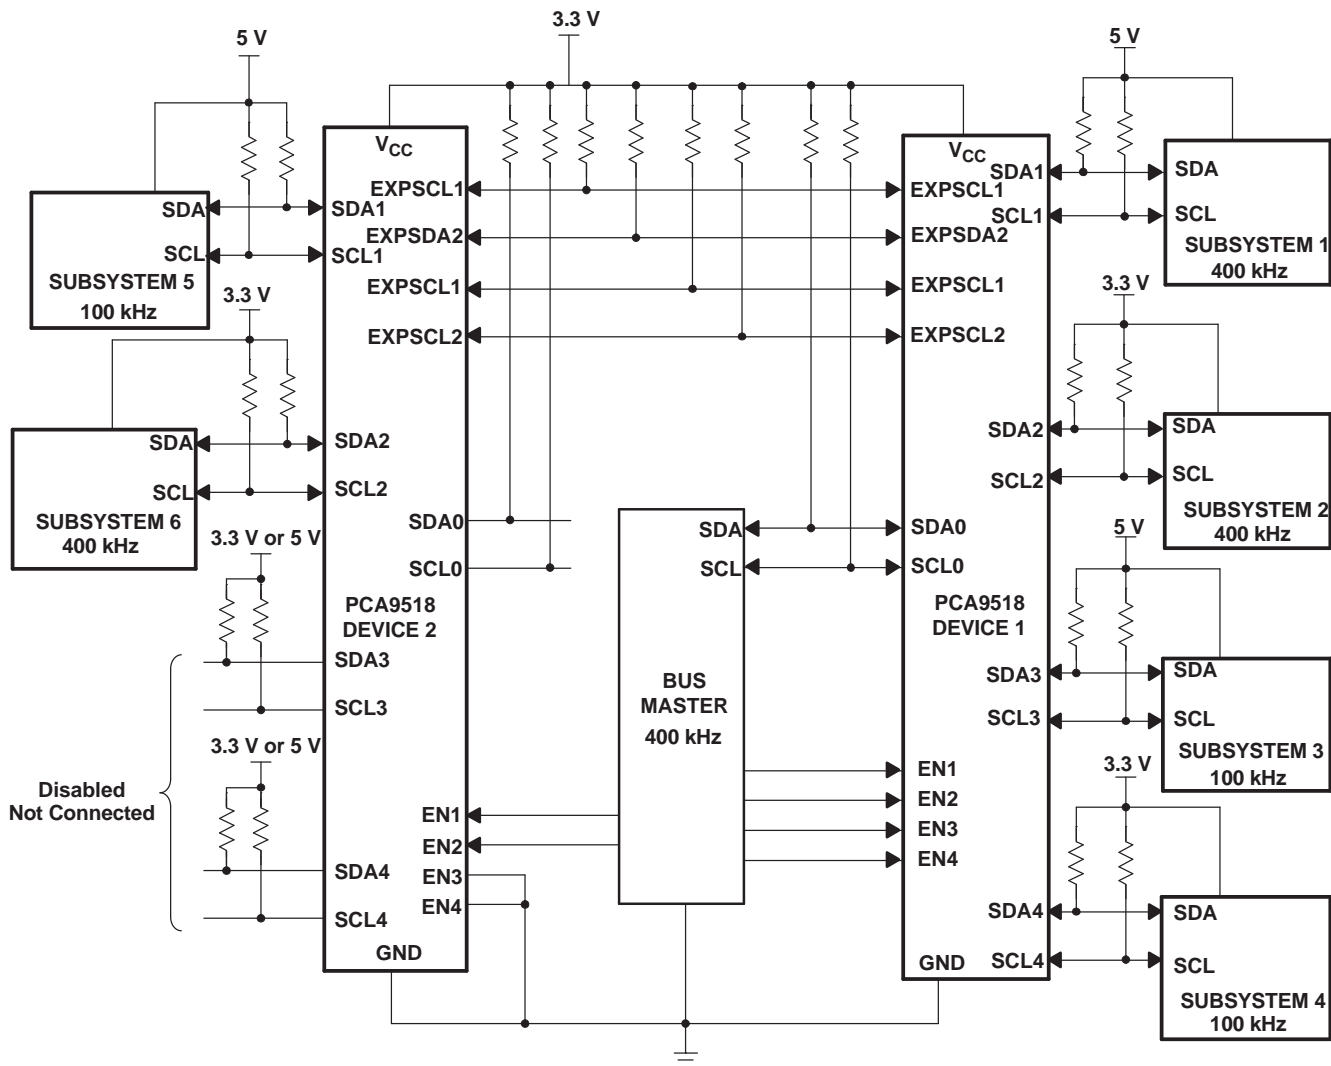 3.3 V
5 V
5 V
VCC
EXPSCL1
EXPSDA2
EXPSCL1
EXPSCL2
SDA1
SCL1
SDA2
SCL2
SDA0
SCL0
PCA9518
DEVICE 2
SDA3
SCL3
SDA4
SCL4
EN1
EN2
EN3
EN4
GND
SDA
SCL
SUBSYSTEM 5
100 kHz
3.3 V
SDA
SCL
SUBSYSTEM 6
400 kHz
3.3 V or 5 V
3.3 V or 5 V
Disabled
Not Connected
SDA
SCL
BUS
MASTER
400 kHz
VCC
SDA1
EXPSCL1
SCL1
EXPSDA2
EXPSCL1
EXPSCL2
SDA2
SCL2
SDA0
SCL0
PCA9518
DEVICE 1
SDA3
SCL3
EN1
EN2
EN3
EN4
SDA4
SCL4
GND
SDA
SCL
SUBSYSTEM 1
400 kHz
3.3 V
SDA
SCL
SUBSYSTEM 2
400 kHz
5 V
SDA
SCL
SUBSYSTEM 3
100 kHz
3.3 V
SDA
SCL
SUBSYSTEM 4
100 kHz